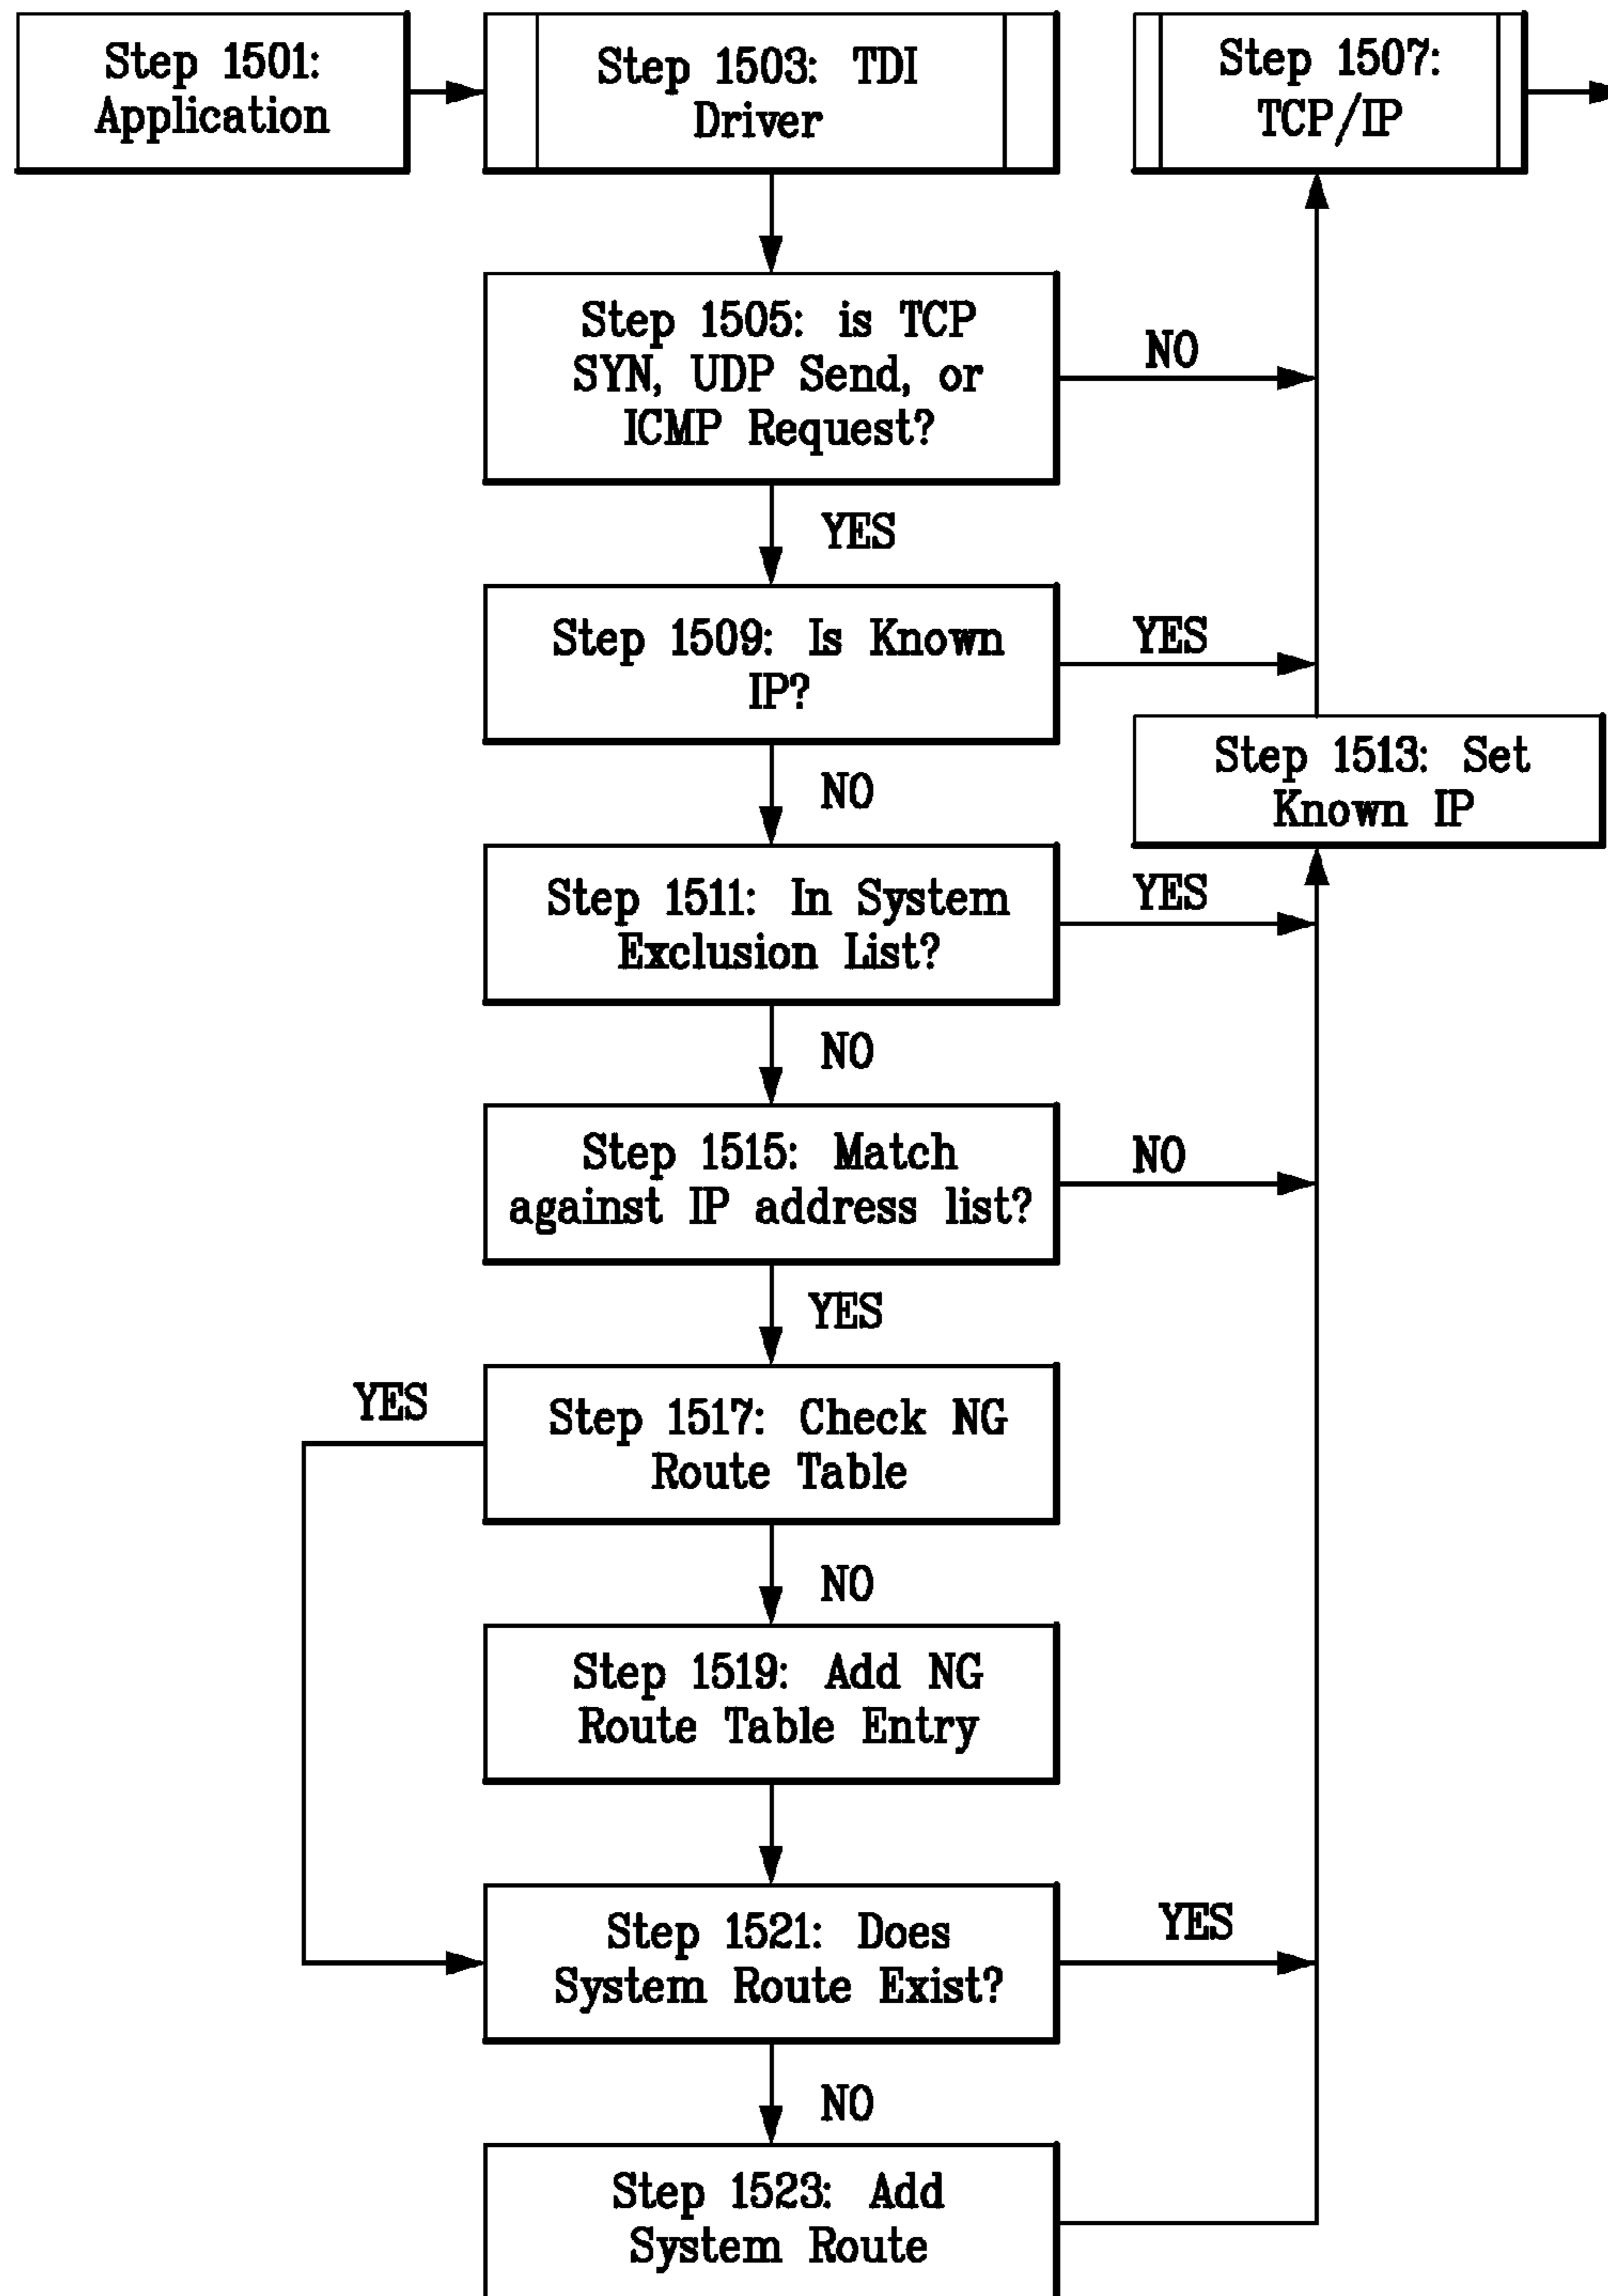 Step 1501:
Application
Step 1503: TDI
Driver
Step 1507:
TCP/IP
Step 1505: is TCP
SYN, UDP Send, or
ICMP Request?
NO
YES
Step 1509: Is Known
IP?
YES
NO
Step 1513: Set
Known IP
Step 1511: In System
Exclusion List?
YES
NO
Step 1515: Match
against IP address list?
NO
YES
YES
Step 1517: Check NG
Route Table
NO
Step 1519: Add NG
Route Table Entry
Step 1521: Does
System Route Exist?
YES
NO
Step 1523: Add
System Route